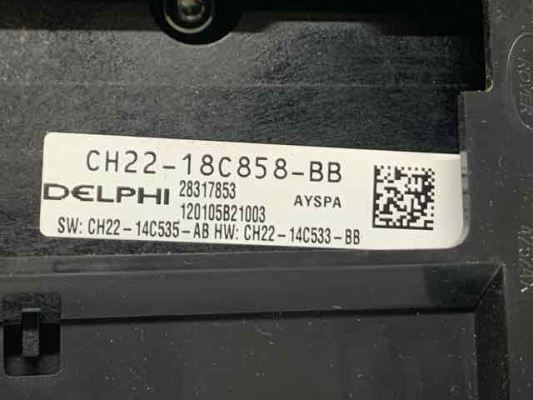 CH22-18C858-BB
DELPHI 28317853 AYSPA
120105B21003
SW: CH22-14C535-AB HW: CH22-14C533-BB